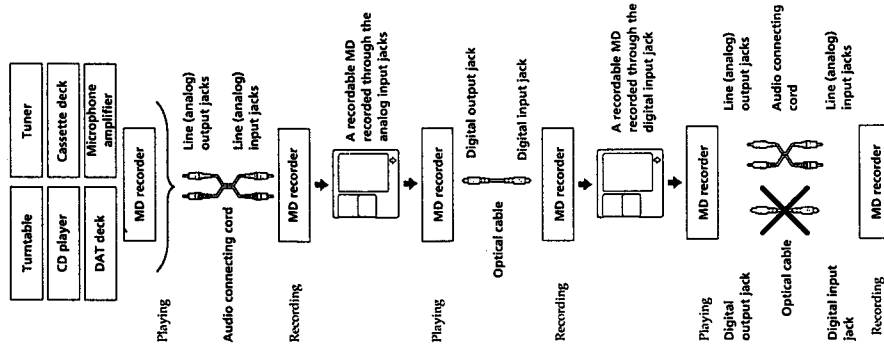 Turntable
Tuner
CD player
Cassette deck
DAT deck
Microphone
amplifier
MD recorder
Playing
Line (analog)
output jacks
Audio connecting cord
Line (analog)
input jacks
Recording
MD recorder
A recordable MD
recorded through the
analog input jacks
Playing
MD recorder
Digital output jack
Optical cable
Digital input jack
Recording
MD recorder
A recordable MD
recorded through the
digital input jack
Playing
MD recorder
Digital
output jack
Line (analog)
output jacks
Optical cable
Audio connecting
cord
Digital input
jack
Line (analog)
input jacks
Recording
MD recorder